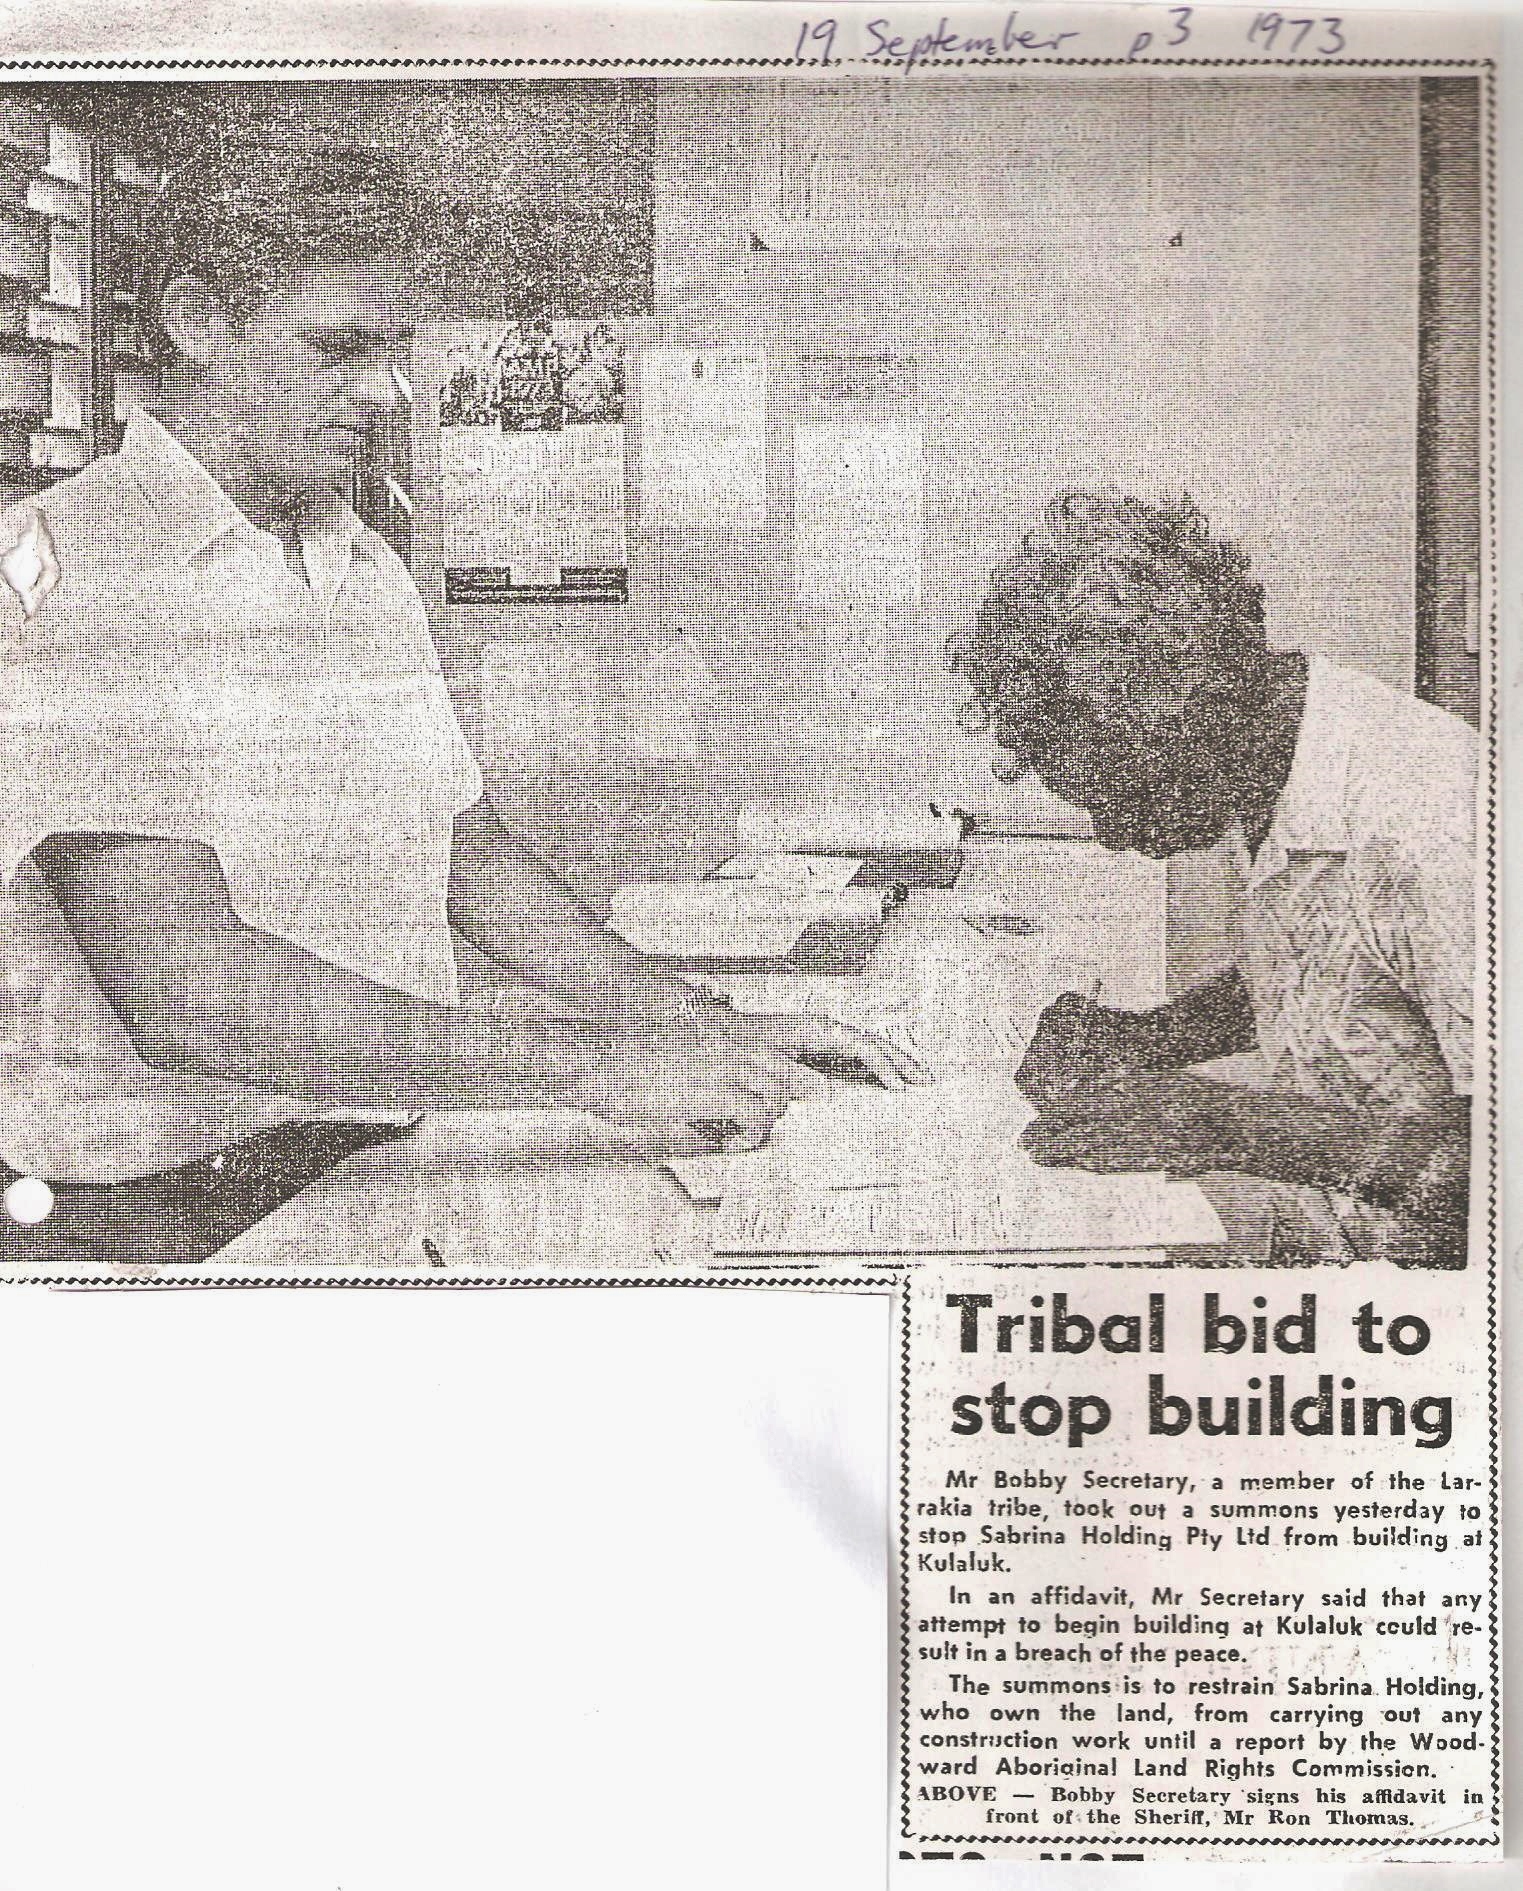 19 September p 3 1973
Tribal bid to
stop building
Mr Bobby Secretary, a member of the Lar-
rakia tribe, took out a summons yesterday to
stop Sabrina Holding Pty Ltd from building at
Kulaluk.
In an affidavit, Mr Secretary said that any
attempt to begin building at Kulaluk could re-
sult in a breach of the peace.
The summons is to restrain Sabrina Holding,
who own the land, from carrying out any
construction work until a report by the Wood-
ward Aboriginal Land Rights Commission.
ABOVE — Bobby Secretary signs his affidavit in
front of the Sheriff, Mr Ron Thomas.